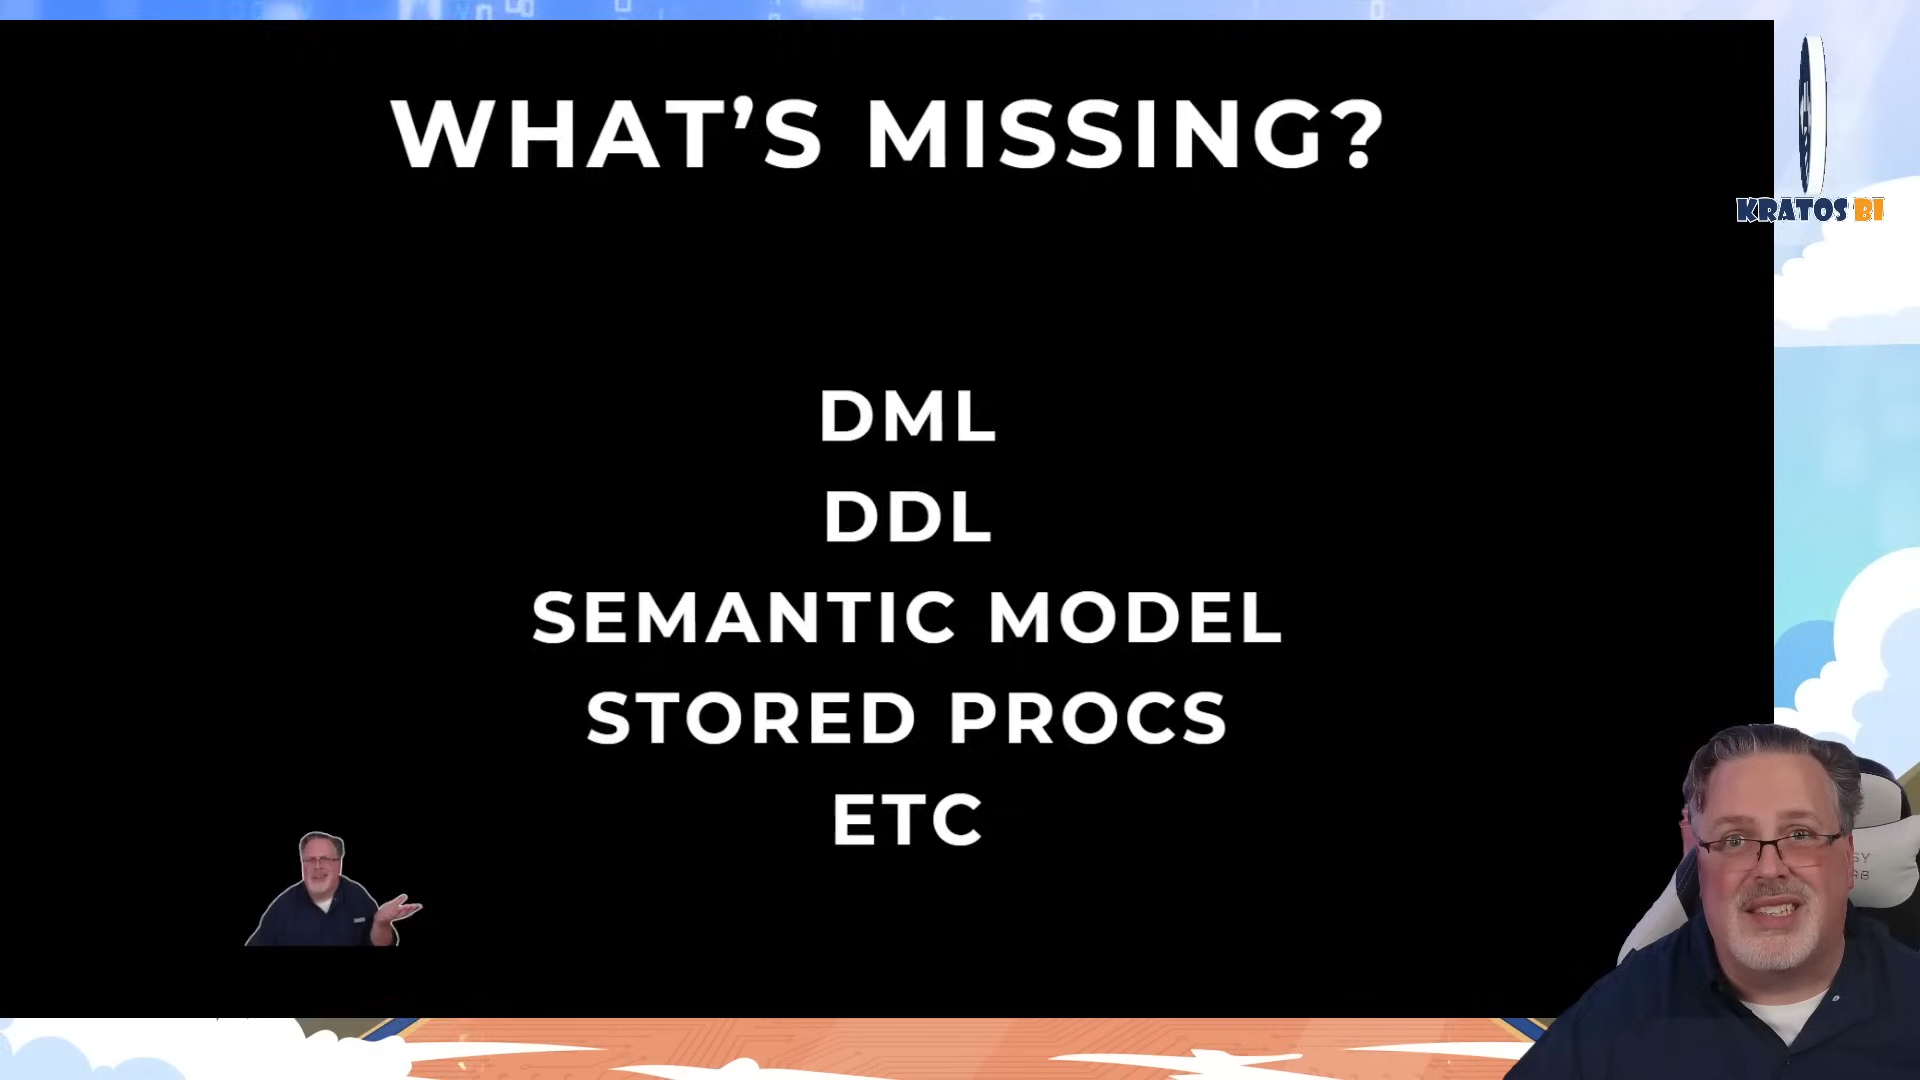 WHAT’S MISSING?
KRATOS BI
DML
DDL
SEMANTIC MODEL
STORED PROCS
ETC